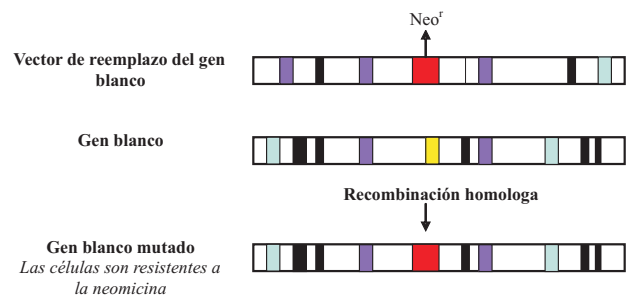 Neoʳ
Vector de reemplazo del gen
blanco
Gen blanco
Recombinación homologa
Gen blanco mutado
Las células son resistentes a
la neomicina